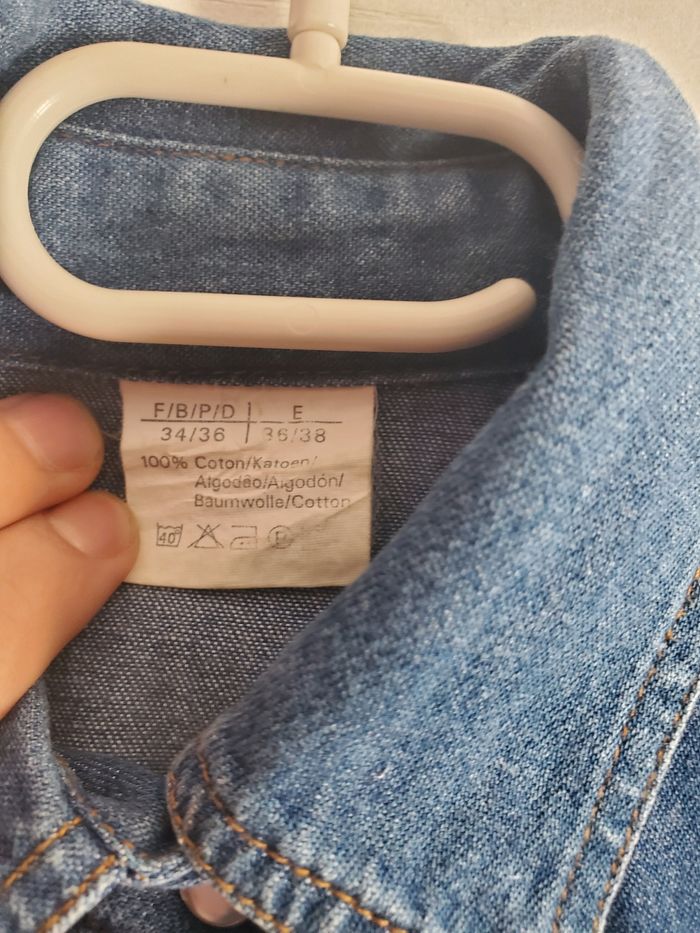 F/B/P/D | E
34/36 | 36/38
100% Coton/Katoen/
Algodão/Algodón/
Baumwolle/Cotton
40° P